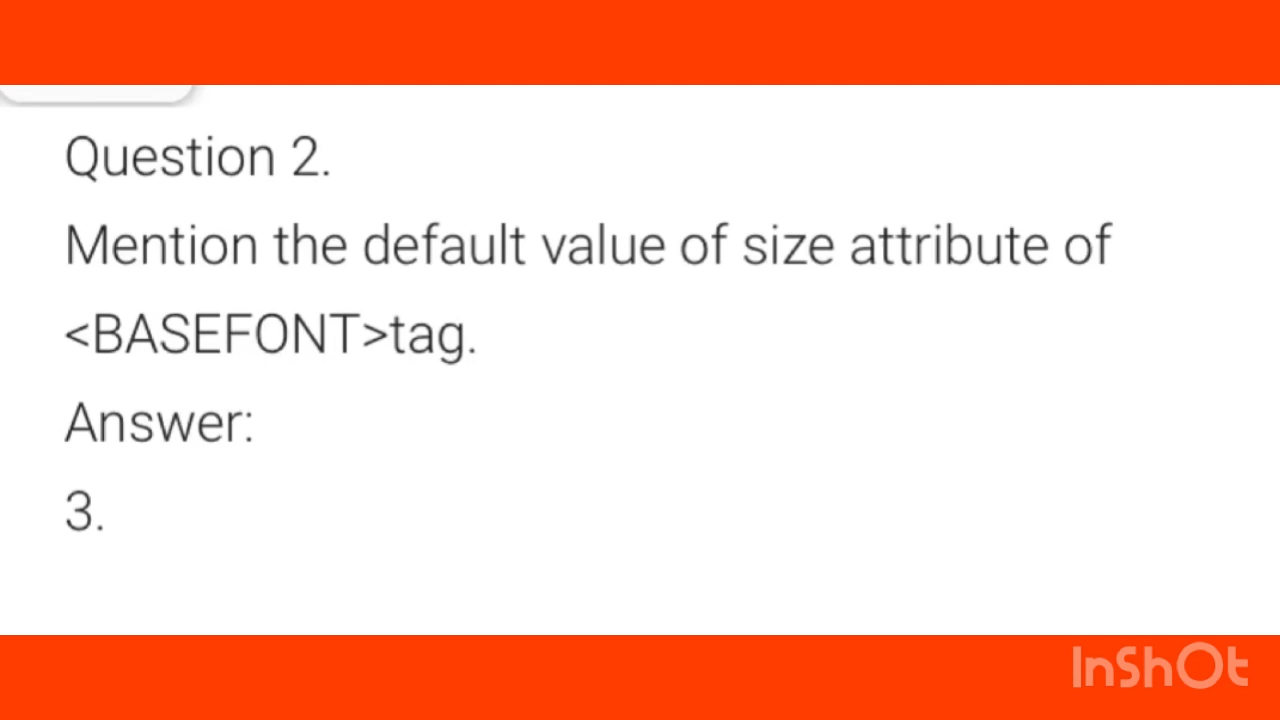 Question 2.
Mention the default value of size attribute of
<BASEFONT>tag.
Answer:
3.
InShOt